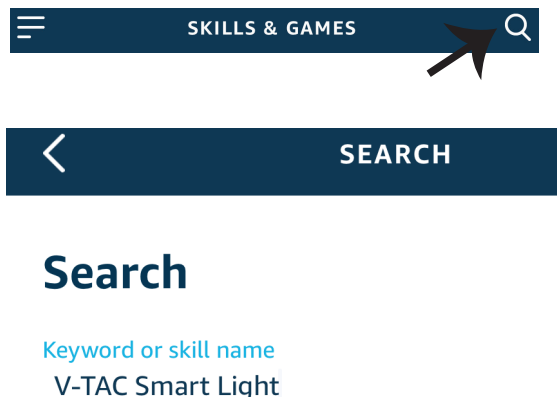 SKILLS & GAMES
SEARCH
Search
Keyword or skill name
V-TAC Smart Light